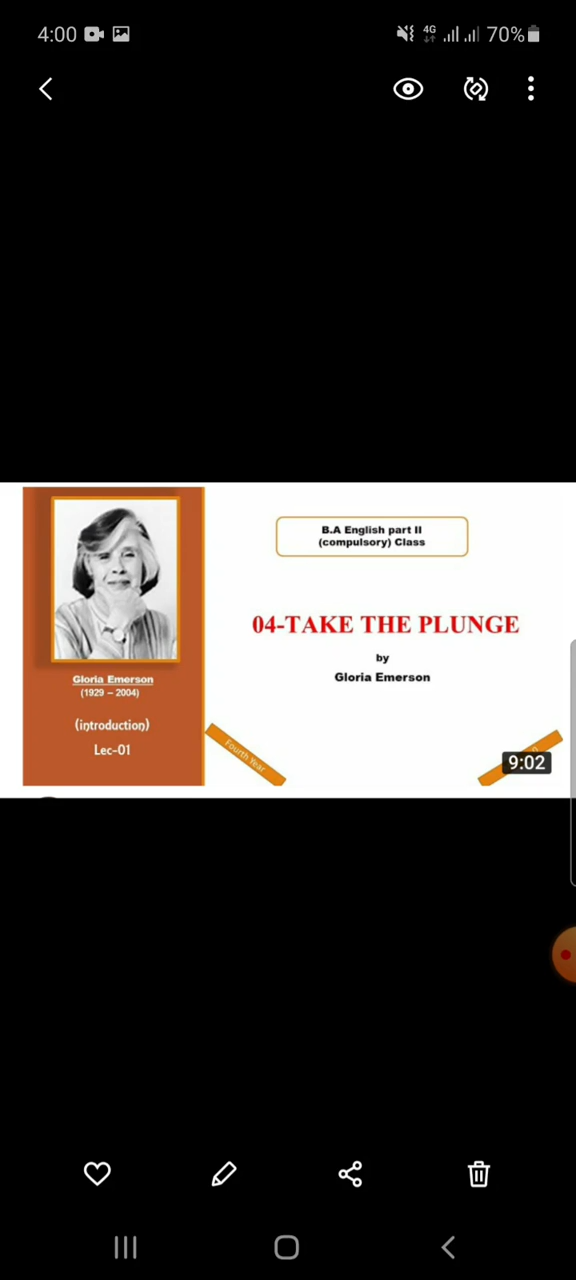 4:00
4G
70%
B.A English part II
(compulsory) Class
04-TAKE THE PLUNGE
by
Gloria Emerson
Gloria Emerson
(1929 – 2004)
(introduction)
Lec-01
Fourth Year
9:02